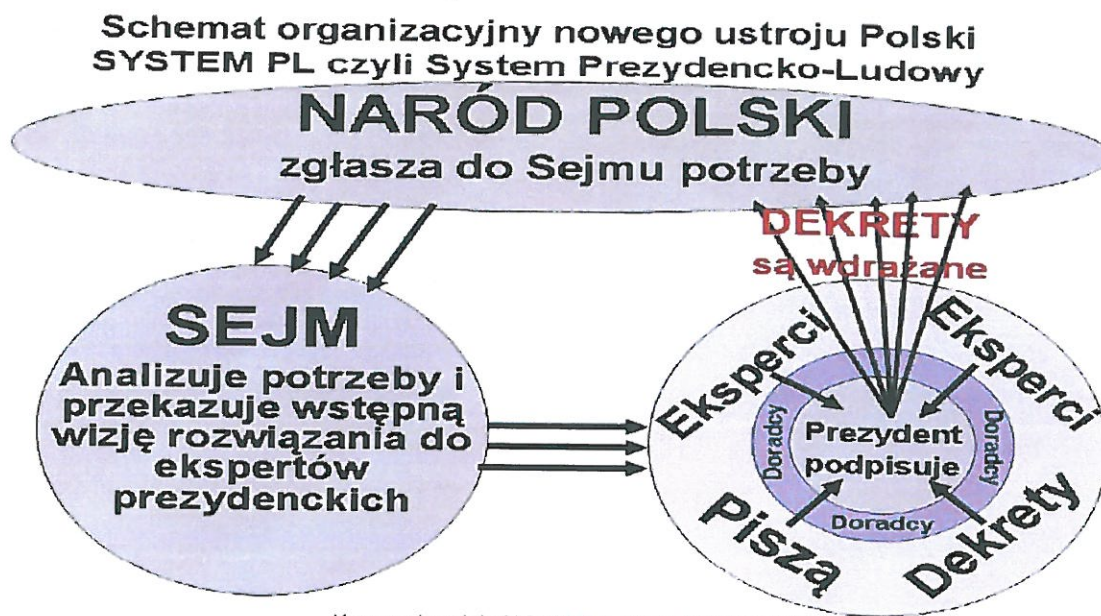 Schemat organizacyjny nowego ustroju Polski
SYSTEM PL czyli System Prezydencko-Ludowy
NARÓD POLSKI
zgłasza do Sejmu potrzeby
DEKRETY
są wdrażane
SEJM
Analizuje potrzeby i
przekazuje wstępną
wizję rozwiązania do
ekspertów
prezydenckich
Eksperci
Eksperci
Doradcy
Doradcy
Prezydent
podpisuje
Doradcy
Piszą
Dekrety